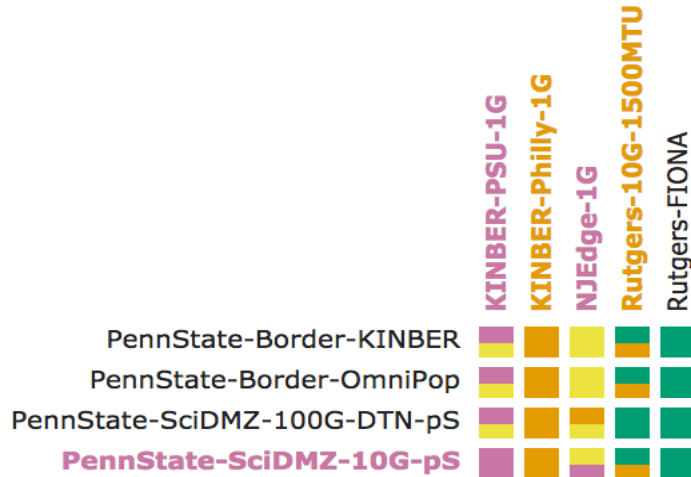 KINBER-PSU-1G
KINBER-Philly-1G
NJEdge-1G
Rutgers-10G-1500MTU
Rutgers-FIONA
PennState-Border-KINBER
PennState-Border-OmniPop
PennState-SciDMZ-100G-DTN-pS
PennState-SciDMZ-10G-pS